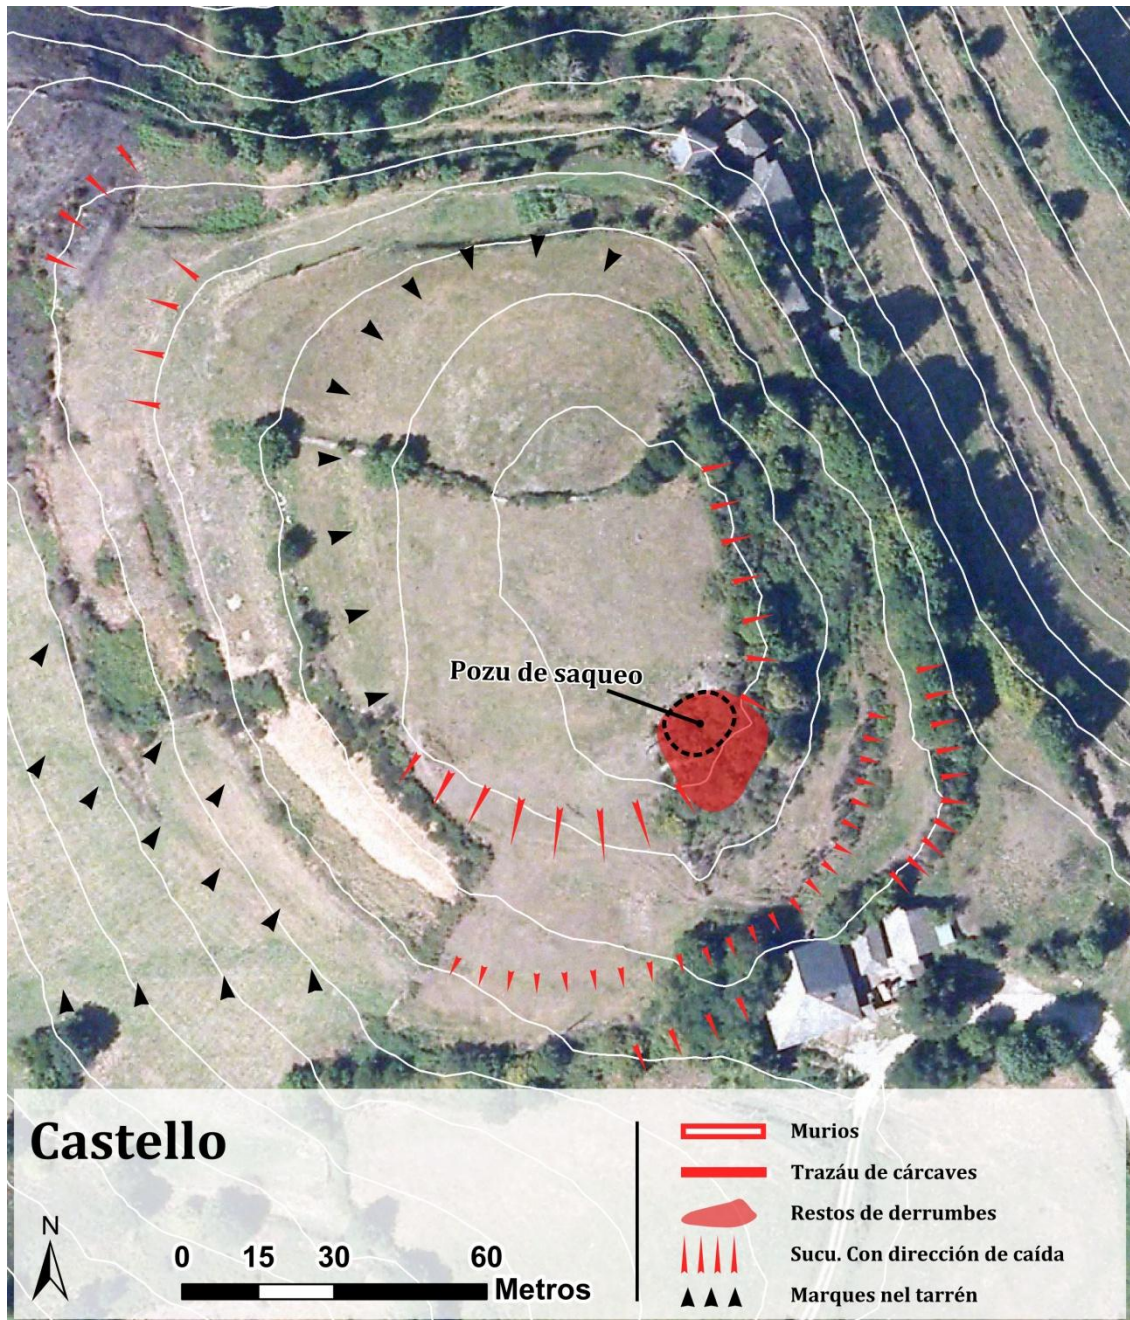 Pozu de saqueo
Castello
N
0 15 30 60
Metros
Murios
Trazáu de cárcaves
Restos de derrumbes
Sucu. Con dirección de caída
Marques nel tarrén